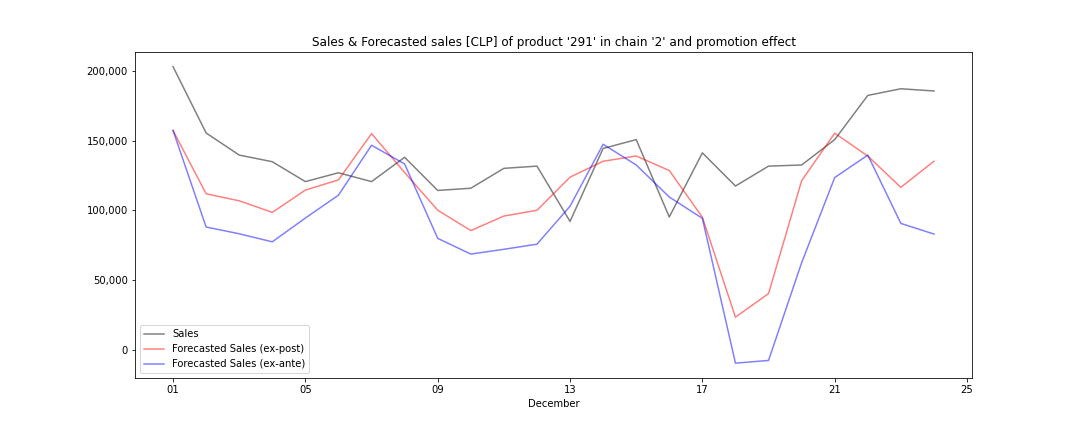 Sales & Forecasted sales [CLP] of product '291' in chain '2' and promotion effect
200,000
150,000
100,000
50,000
0
Sales
Forecasted Sales (ex-post)
Forecasted Sales (ex-ante)
01 05 09 13 17 21 25
December